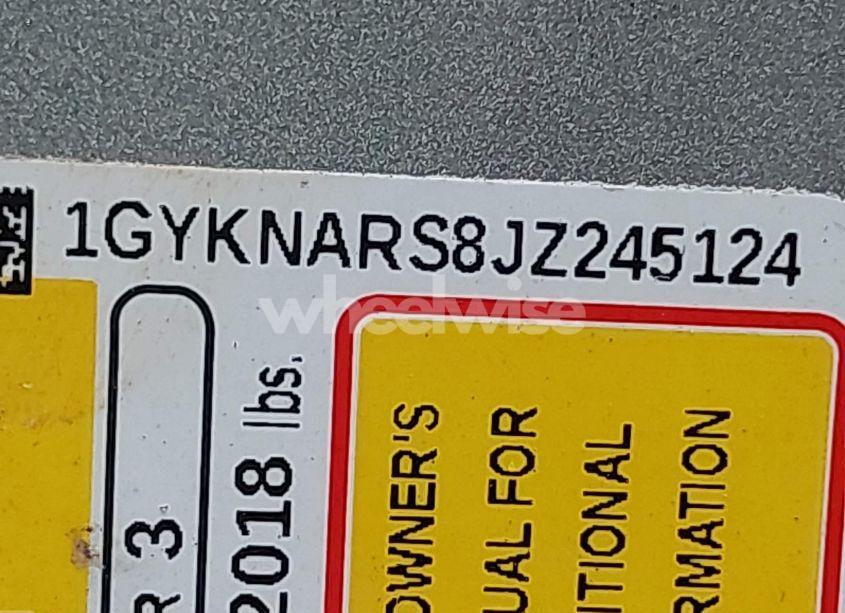 1GYKNARS8JZ245124
wheelwise
R 3
2018 lbs.
OWNER'S
UAL FOR
ITIONAL
RMATION